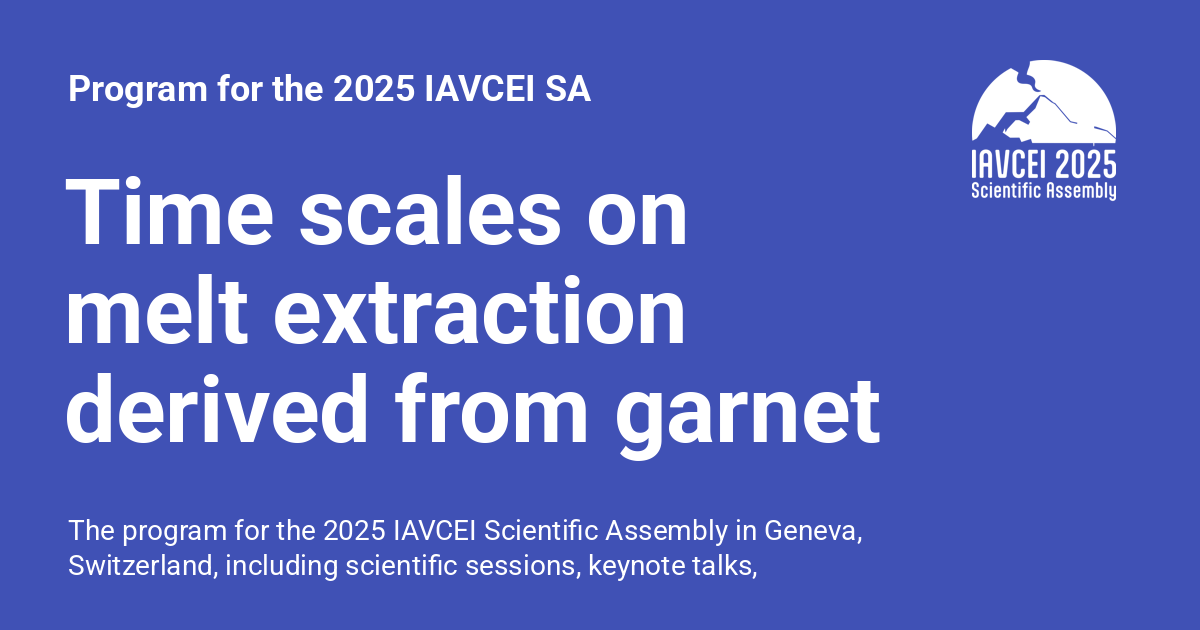 Program for the 2025 IAVCEI SA
IAVCEI 2025
Scientific Assembly
Time scales on
melt extraction
derived from garnet
The program for the 2025 IAVCEI Scientific Assembly in Geneva,
Switzerland, including scientific sessions, keynote talks,